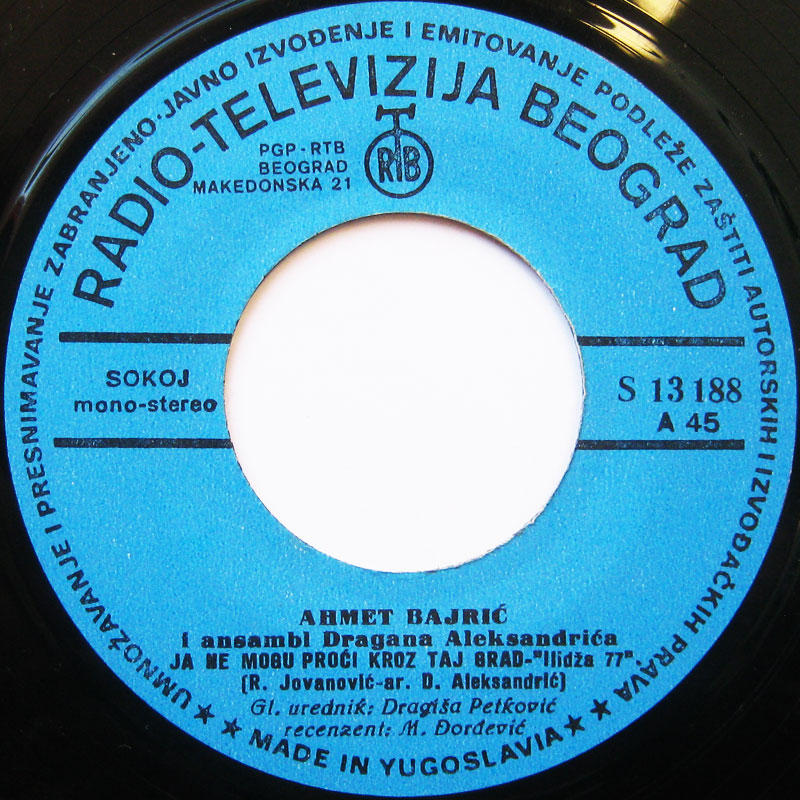 UMNOŽAVANJE I PRESNIMAVANJE ZABRANJENO·JAVNO IZVOĐENJE I EMITOVANJE PODLEŽE ZAŠTITI AUTORSKIH I IZVOĐAČKIH PRAVA
RADIO-TELEVIZIJA BEOGRAD
PGP-RTB
BEOGRAD
MAKEDONSKA 21
RTB
SOKOJ
mono-stereo
S 13 188
A 45
AHMET BAJRIĆ
i ansambl Dragana Aleksandrića
JA NE MOGU PROĆI KROZ TAJ GRAD-"Ilidža 77"
(R. Jovanović-ar. D. Aleksandrić)
Gl. urednik: Dragiša Petković
recenzent: M. Đorđević
★ ★ MADE IN YUGOSLAVIA ★ ★